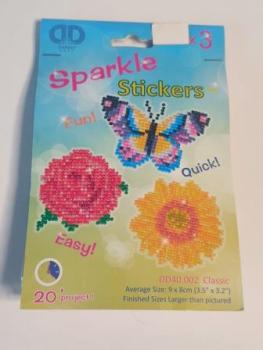 DD
x3
Sparkle
Stickers
Fun!
Quick!
Easy!
DD40.002 Classic
Average Size: 9 x 8cm (3.5" x 3.2")
Finished Sizes Larger than pictured
20' project!